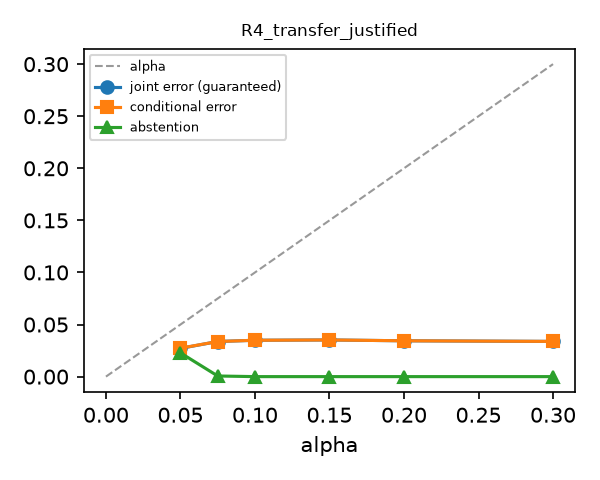 R4_transfer_justified
alpha
joint error (guaranteed)
conditional error
abstention
0.30
0.25
0.20
0.15
0.10
0.05
0.00
0.00 0.05 0.10 0.15 0.20 0.25 0.30
alpha